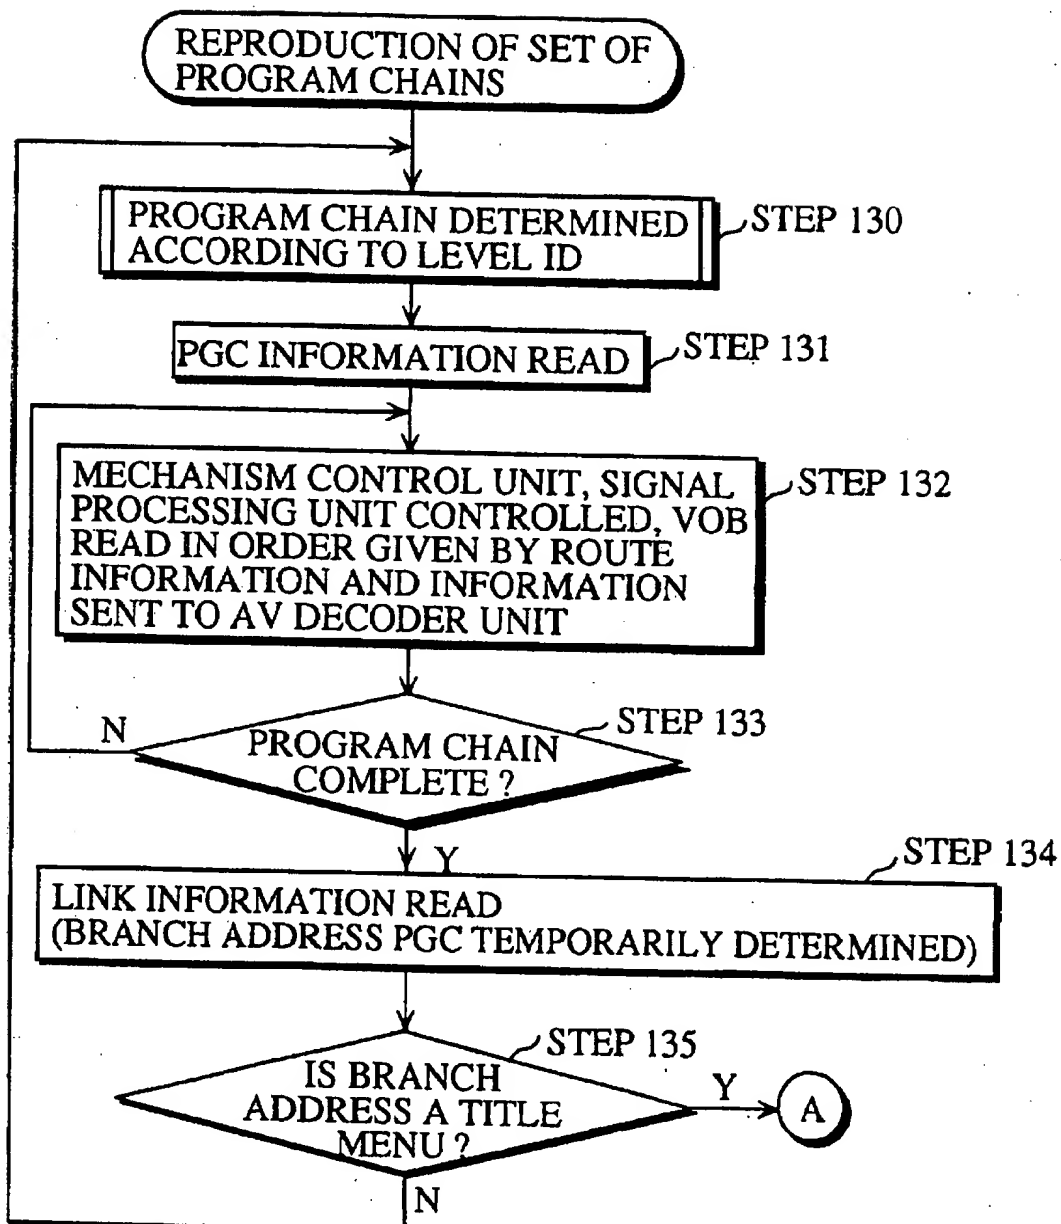 REPRODUCTION OF SET OF
PROGRAM CHAINS
PROGRAM CHAIN DETERMINED
ACCORDING TO LEVEL ID
STEP 130
PGC INFORMATION READ
STEP 131
MECHANISM CONTROL UNIT, SIGNAL
PROCESSING UNIT CONTROLLED, VOB
READ IN ORDER GIVEN BY ROUTE
INFORMATION AND INFORMATION
SENT TO AV DECODER UNIT
STEP 132
N
STEP 133
PROGRAM CHAIN
COMPLETE ?
Y
STEP 134
LINK INFORMATION READ
(BRANCH ADDRESS PGC TEMPORARILY DETERMINED)
STEP 135
IS BRANCH
ADDRESS A TITLE
MENU ?
Y
A
N